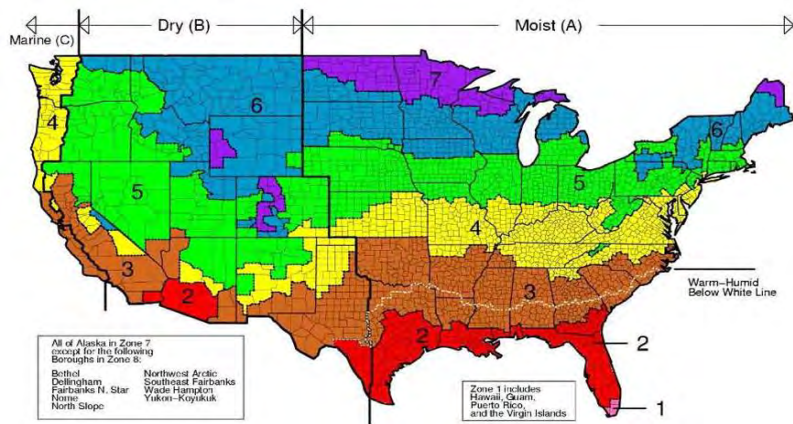 Marine (C)
Dry (B)
Moist (A)
7
6
4
6
5
5
4
3
3
2
2
Warm-Humid
Below White Line
2
1
All of Alaska in Zone 7
except for the following
Boroughs in Zone 8:
Bethel Northwest Arctic
Dellingham Southeast Fairbanks
Fairbanks N. Star Wade Hampton
Nome Yukon-Koyukuk
North Slope
Zone 1 includes
Hawaii, Guam,
Puerto Rico,
and the Virgin Islands